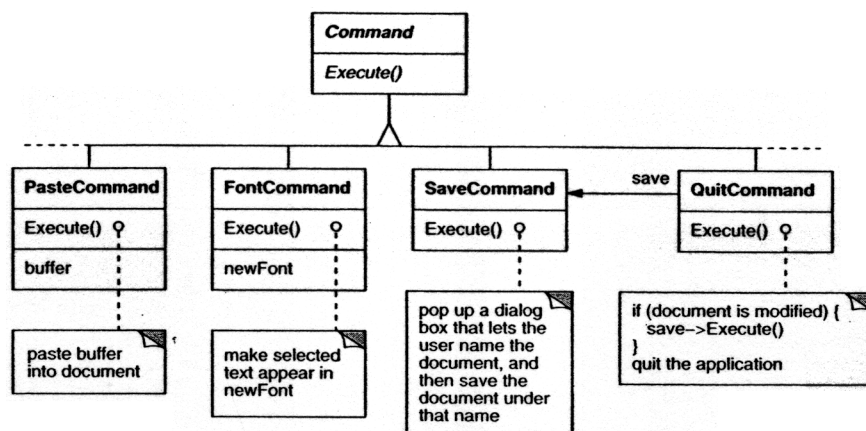 Command
Execute()
PasteCommand
Execute()
buffer
paste buffer
into document
FontCommand
Execute()
newFont
make selected
text appear in
newFont
SaveCommand
Execute()
pop up a dialog
box that lets the
user name the
document, and
then save the
document under
that name
save
QuitCommand
Execute()
if (document is modified) {
save->Execute()
}
quit the application